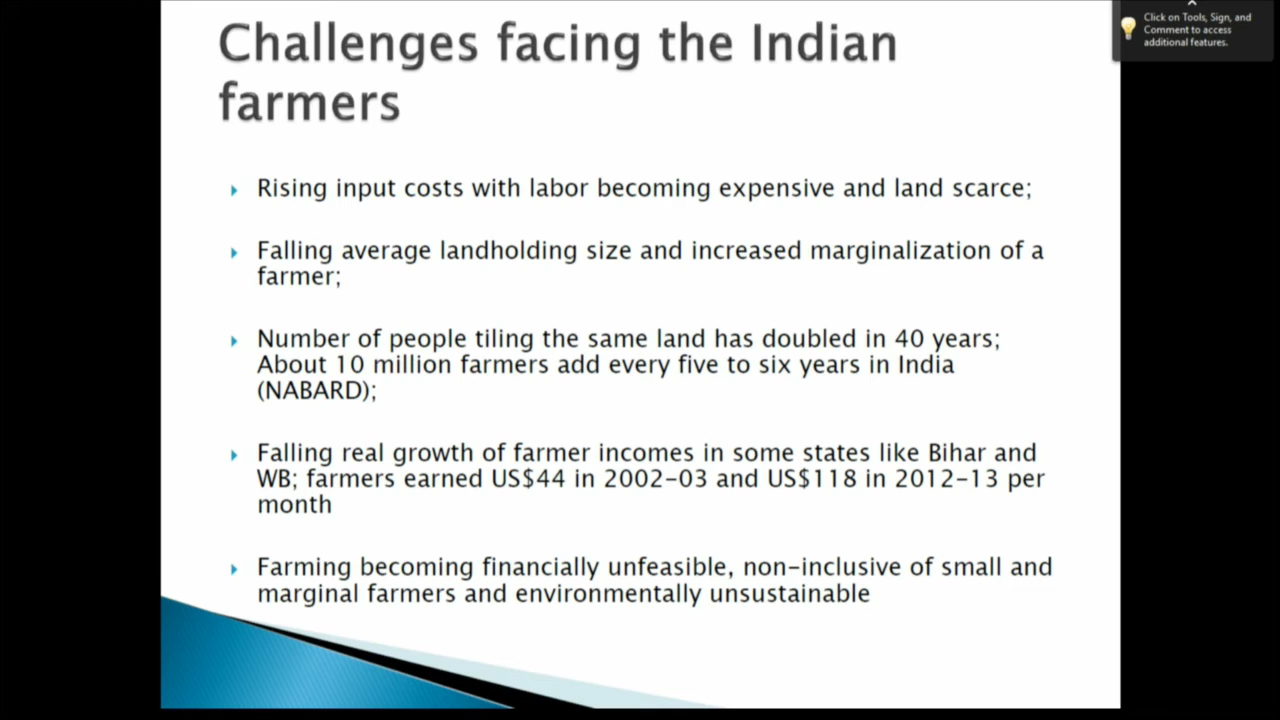 Challenges facing the Indian
farmers
Rising input costs with labor becoming expensive and land scarce;
Falling average landholding size and increased marginalization of a
farmer;
Number of people tiling the same land has doubled in 40 years;
About 10 million farmers add every five to six years in India
(NABARD);
Falling real growth of farmer incomes in some states like Bihar and
WB; farmers earned US$44 in 2002-03 and US$118 in 2012-13 per
month
Farming becoming financially unfeasible, non-inclusive of small and
marginal farmers and environmentally unsustainable
Click on Tools, Sign, and
Comment to access
additional features.